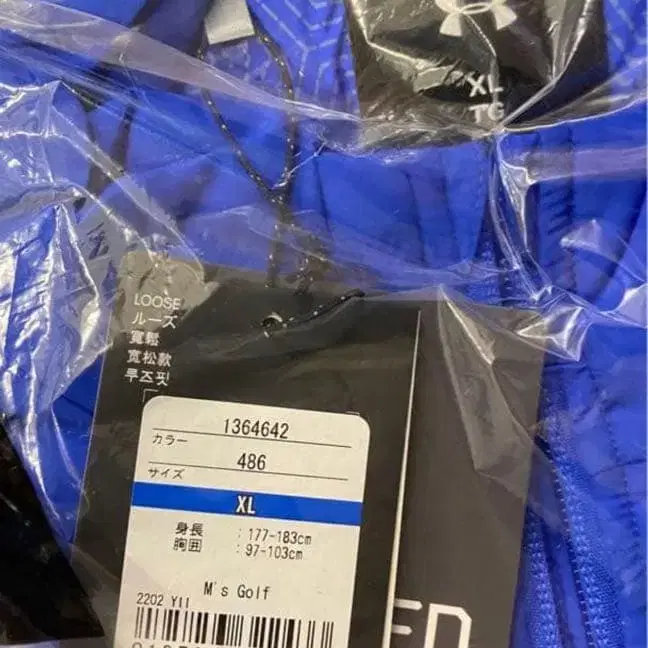 XL
TG
LOOSE
ルーズ
寬鬆
宽松款
루즈핏
1364642
カラー
486
サイズ
XL
身長 : 177-183cm
胸囲 : 97-103cm
M's Golf
2202 Y11